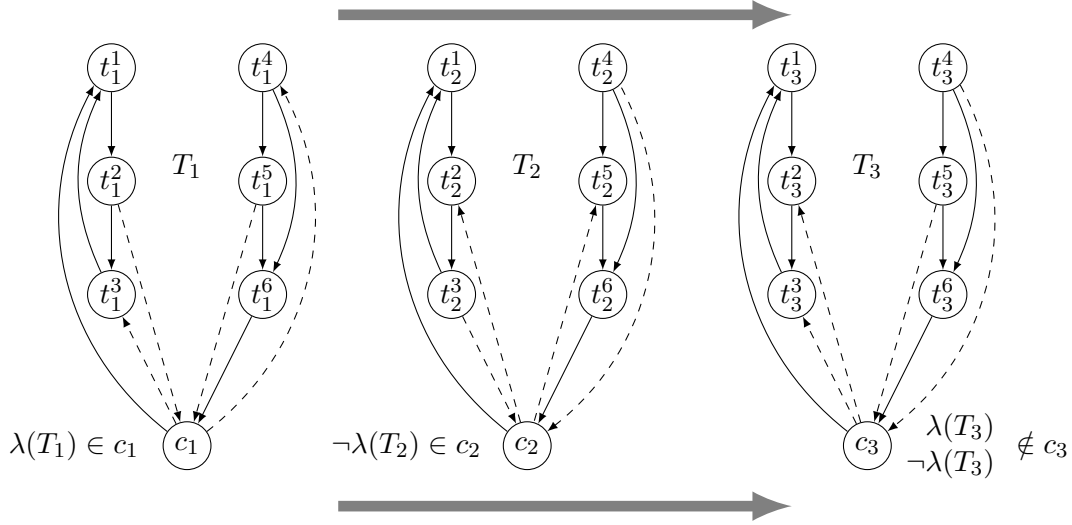 t_1^1 t_1^4 t_2^1 t_2^4 t_3^1 t_3^4
t_1^2 T_1 t_1^5 t_2^2 T_2 t_2^5 t_3^2 T_3 t_3^5
t_1^3 t_1^6 t_2^3 t_2^6 t_3^3 t_3^6
λ(T_1) ∈ c_1 c_1 ¬λ(T_2) ∈ c_2 c_2 c_3 λ(T_3)
¬λ(T_3) ∉ c_3